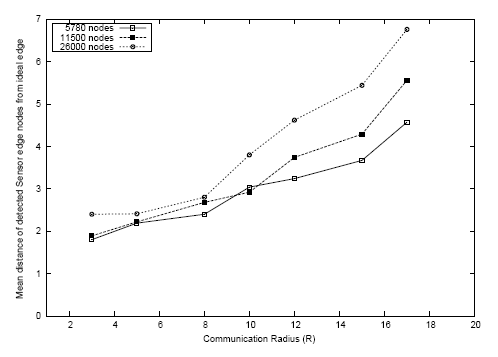 7
6
5
4
3
2
1
0
5780 nodes
11500 nodes
26000 nodes
Mean distance of detected Sensor edge nodes from ideal edge
2 4 6 8 10 12 14 16 18 20
Communication Radius (R)